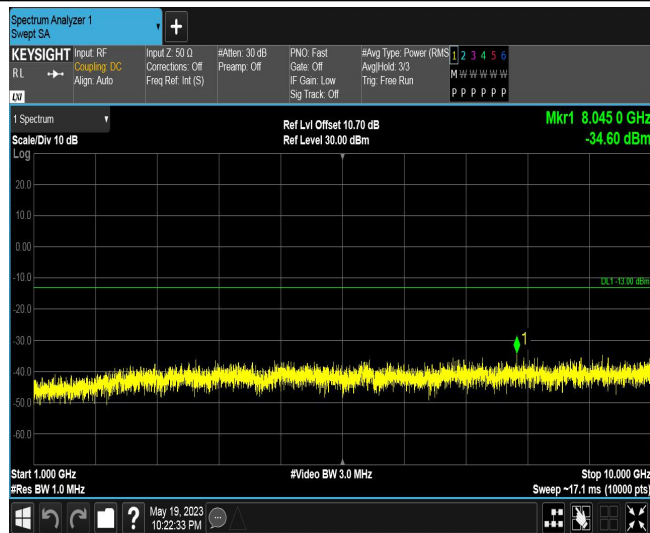 Spectrum Analyzer 1
Swept SA
+
KEYSIGHT
RL
LXI
Input: RF
Coupling: DC
Align: Auto
Input Z: 50 Ω
Corrections: Off
Freq Ref: Int (S)
#Atten: 30 dB
Preamp: Off
PNO: Fast
Gate: Off
IF Gain: Low
Sig Track: Off
#Avg Type: Power (RMS
Avg|Hold: 3/3
Trig: Free Run
1 2 3 4 5 6
M W W W W W
P P P P P P
1 Spectrum
Scale/Div 10 dB
Ref Lvl Offset 10.70 dB
Ref Level 30.00 dBm
Mkr1 8.045 0 GHz
-34.60 dBm
Log
20.0
10.0
0.00
-10.0
DL1 -13.00 dBm
-20.0
-30.0
1
-40.0
-50.0
-60.0
Start 1.000 GHz
#Video BW 3.0 MHz
Stop 10.000 GHz
#Res BW 1.0 MHz
Sweep ~17.1 ms (10000 pts)
?
May 19, 2023
10:22:33 PM